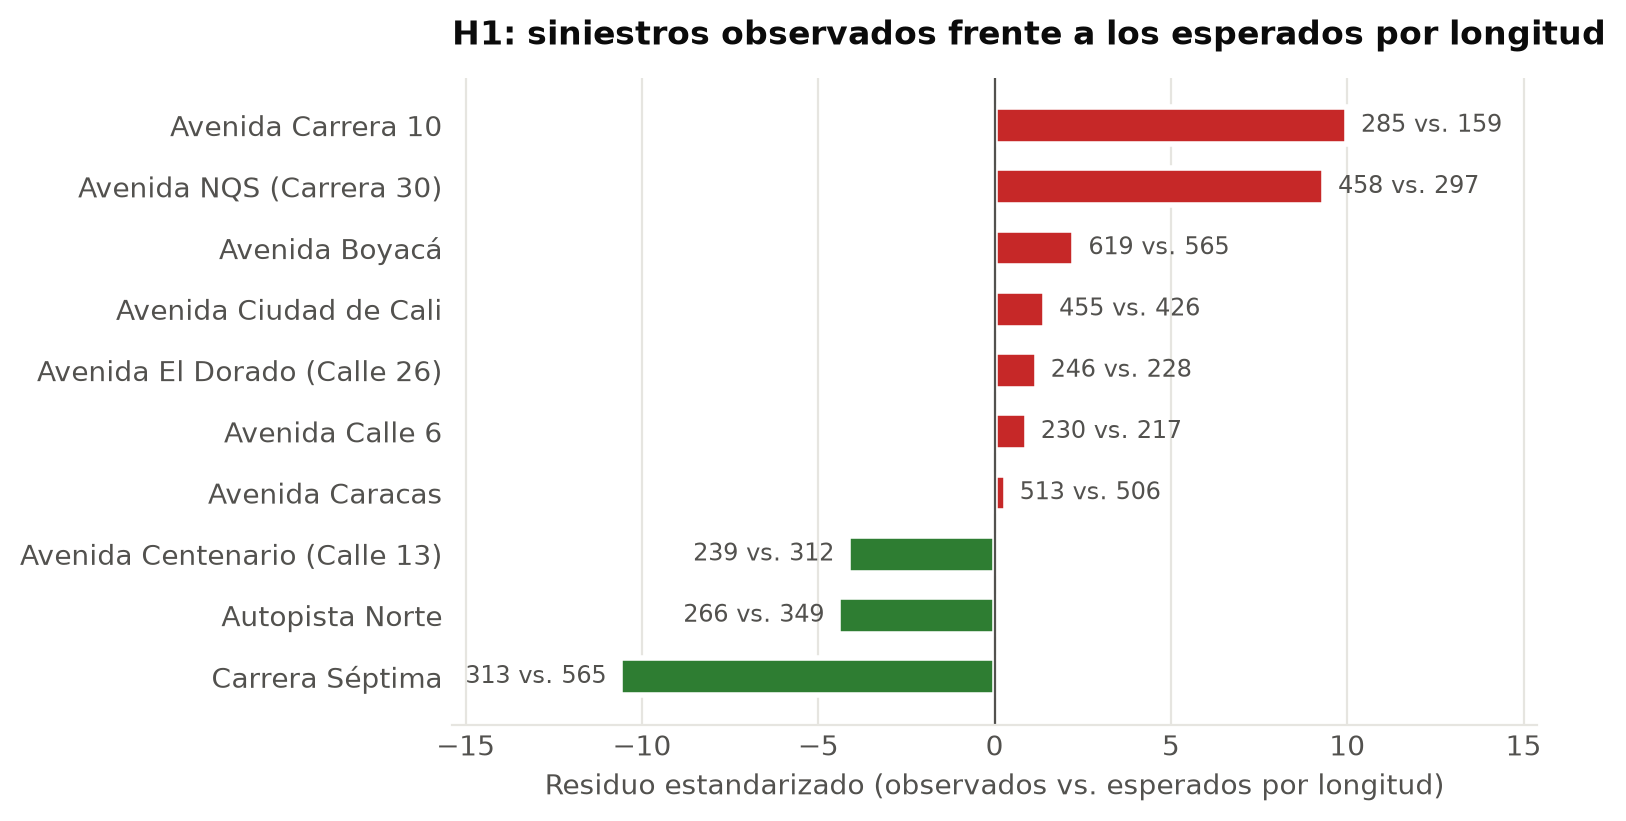 H1: siniestros observados frente a los esperados por longitud
Avenida Carrera 10 285 vs. 159
Avenida NQS (Carrera 30) 458 vs. 297
Avenida Boyacá 619 vs. 565
Avenida Ciudad de Cali 455 vs. 426
Avenida El Dorado (Calle 26) 246 vs. 228
Avenida Calle 6 230 vs. 217
Avenida Caracas 513 vs. 506
Avenida Centenario (Calle 13) 239 vs. 312
Autopista Norte 266 vs. 349
Carrera Séptima 313 vs. 565
−15 −10 −5 0 5 10 15
Residuo estandarizado (observados vs. esperados por longitud)